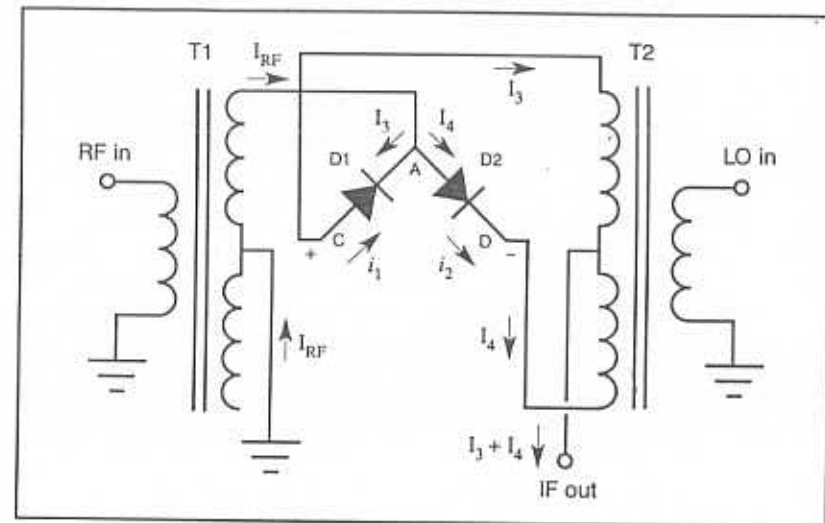 T1
I_RF
T2
I_3
I_3
I_4
RF in
D1
D2
LO in
A
C
D
+
-
i_1
i_2
I_RF
I_4
I_3 + I_4
IF out